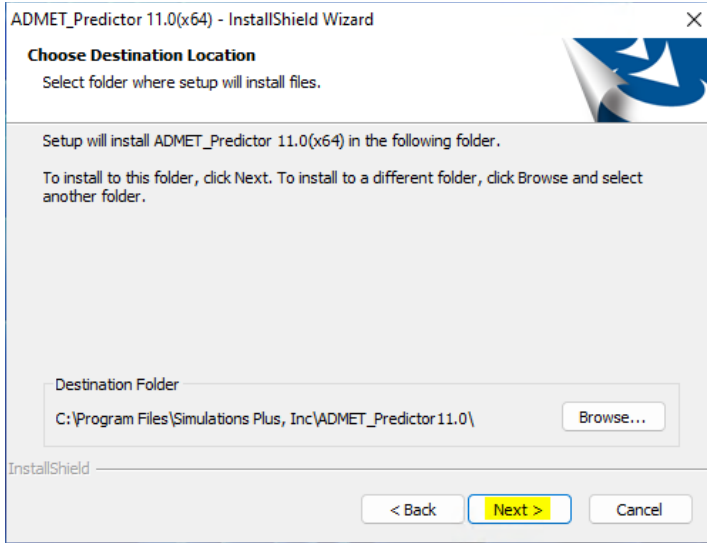 ADMET_Predictor 11.0(x64) - InstallShield Wizard
Choose Destination Location
Select folder where setup will install files.
Setup will install ADMET_Predictor 11.0(x64) in the following folder.
To install to this folder, click Next. To install to a different folder, click Browse and select
another folder.
Destination Folder
C:\Program Files\Simulations Plus, Inc\ADMET_Predictor11.0\
Browse...
InstallShield
< Back
Next >
Cancel